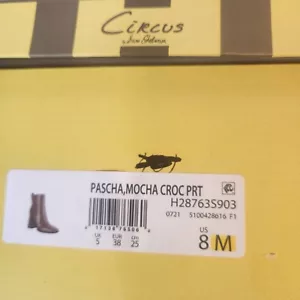 Circus
by Sam Edelman
PASCHA,MOCHA CROC PRT
H28763S903
0721 5100428616 F1
UK EUR cm US
5 38 25 8 M